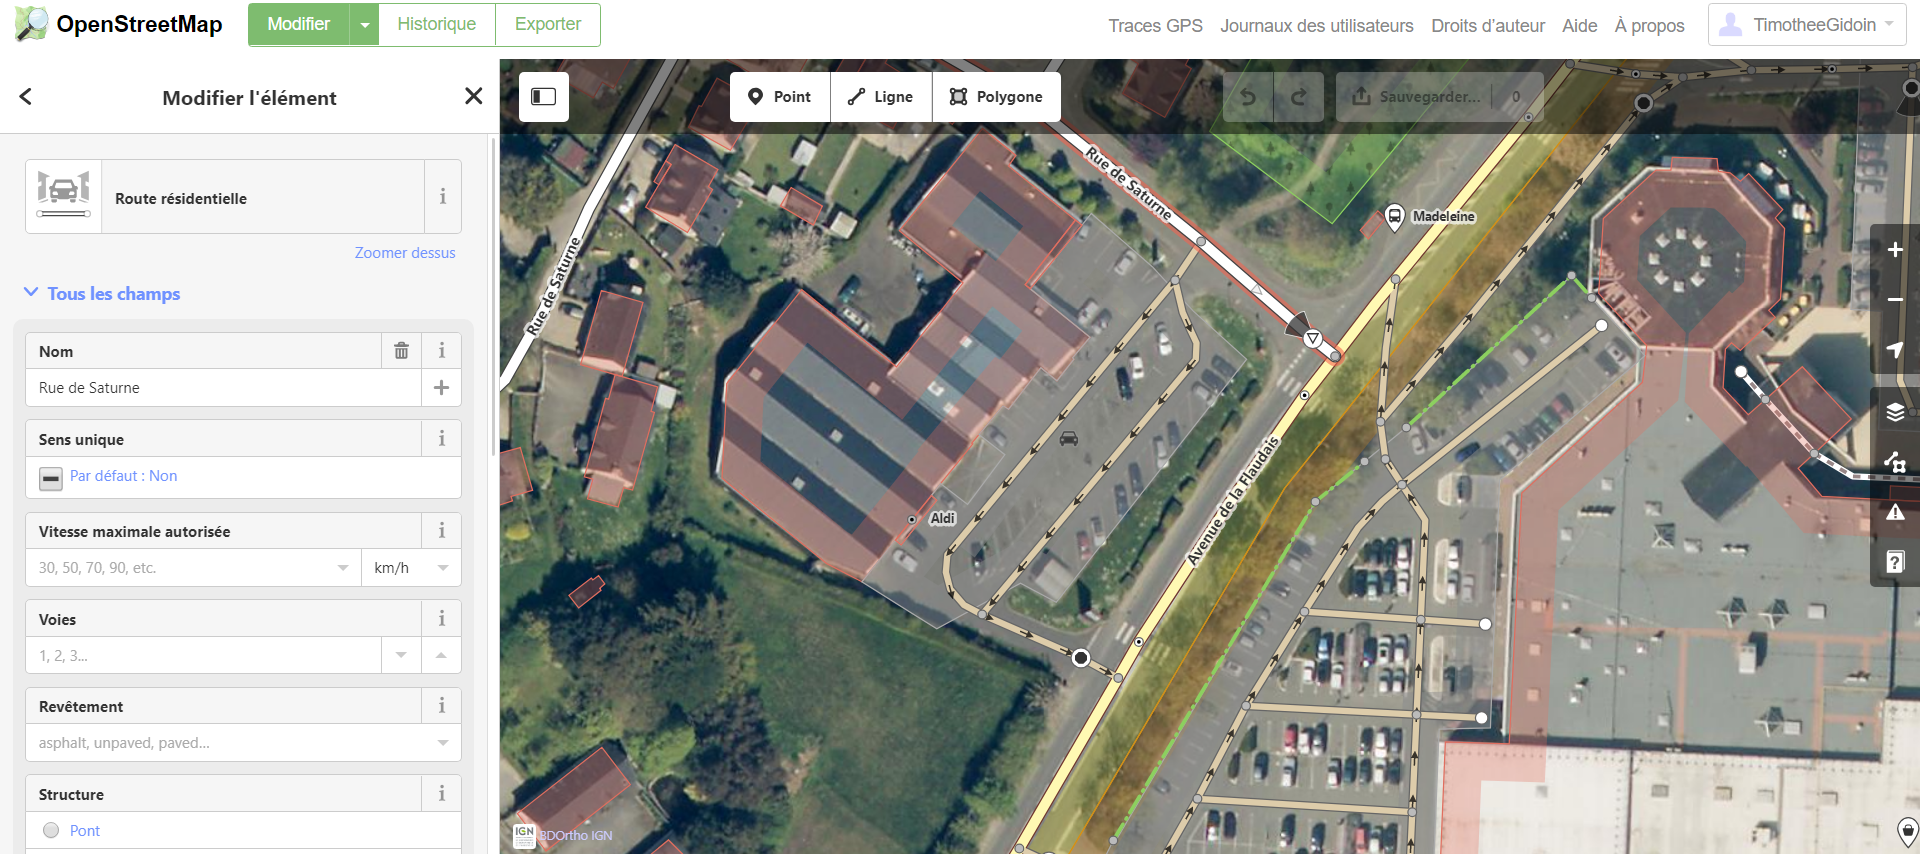 OpenStreetMap
Modifier
Historique
Exporter
Traces GPS
Journaux des utilisateurs
Droits d'auteur
Aide
À propos
TimotheeGidoin
Modifier l'élément
Point
Ligne
Polygone
Sauvegarder...
0
Route résidentielle
Zoomer dessus
Tous les champs
Nom
Rue de Saturne
Sens unique
Par défaut : Non
Vitesse maximale autorisée
30, 50, 70, 90, etc.
km/h
Voies
1, 2, 3...
Revêtement
asphalt, unpaved, paved...
Structure
Pont
Rue de Saturne
Rue de Saturne
Madeleine
Avenue de la Flaudais
Aldi
IGN
BDOrtho IGN